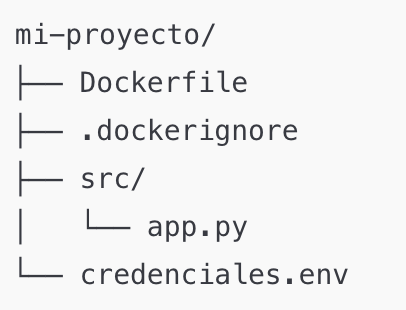 mi-proyecto/
├── Dockerfile
├── .dockerignore
├── src/
│   └── app.py
└── credenciales.env